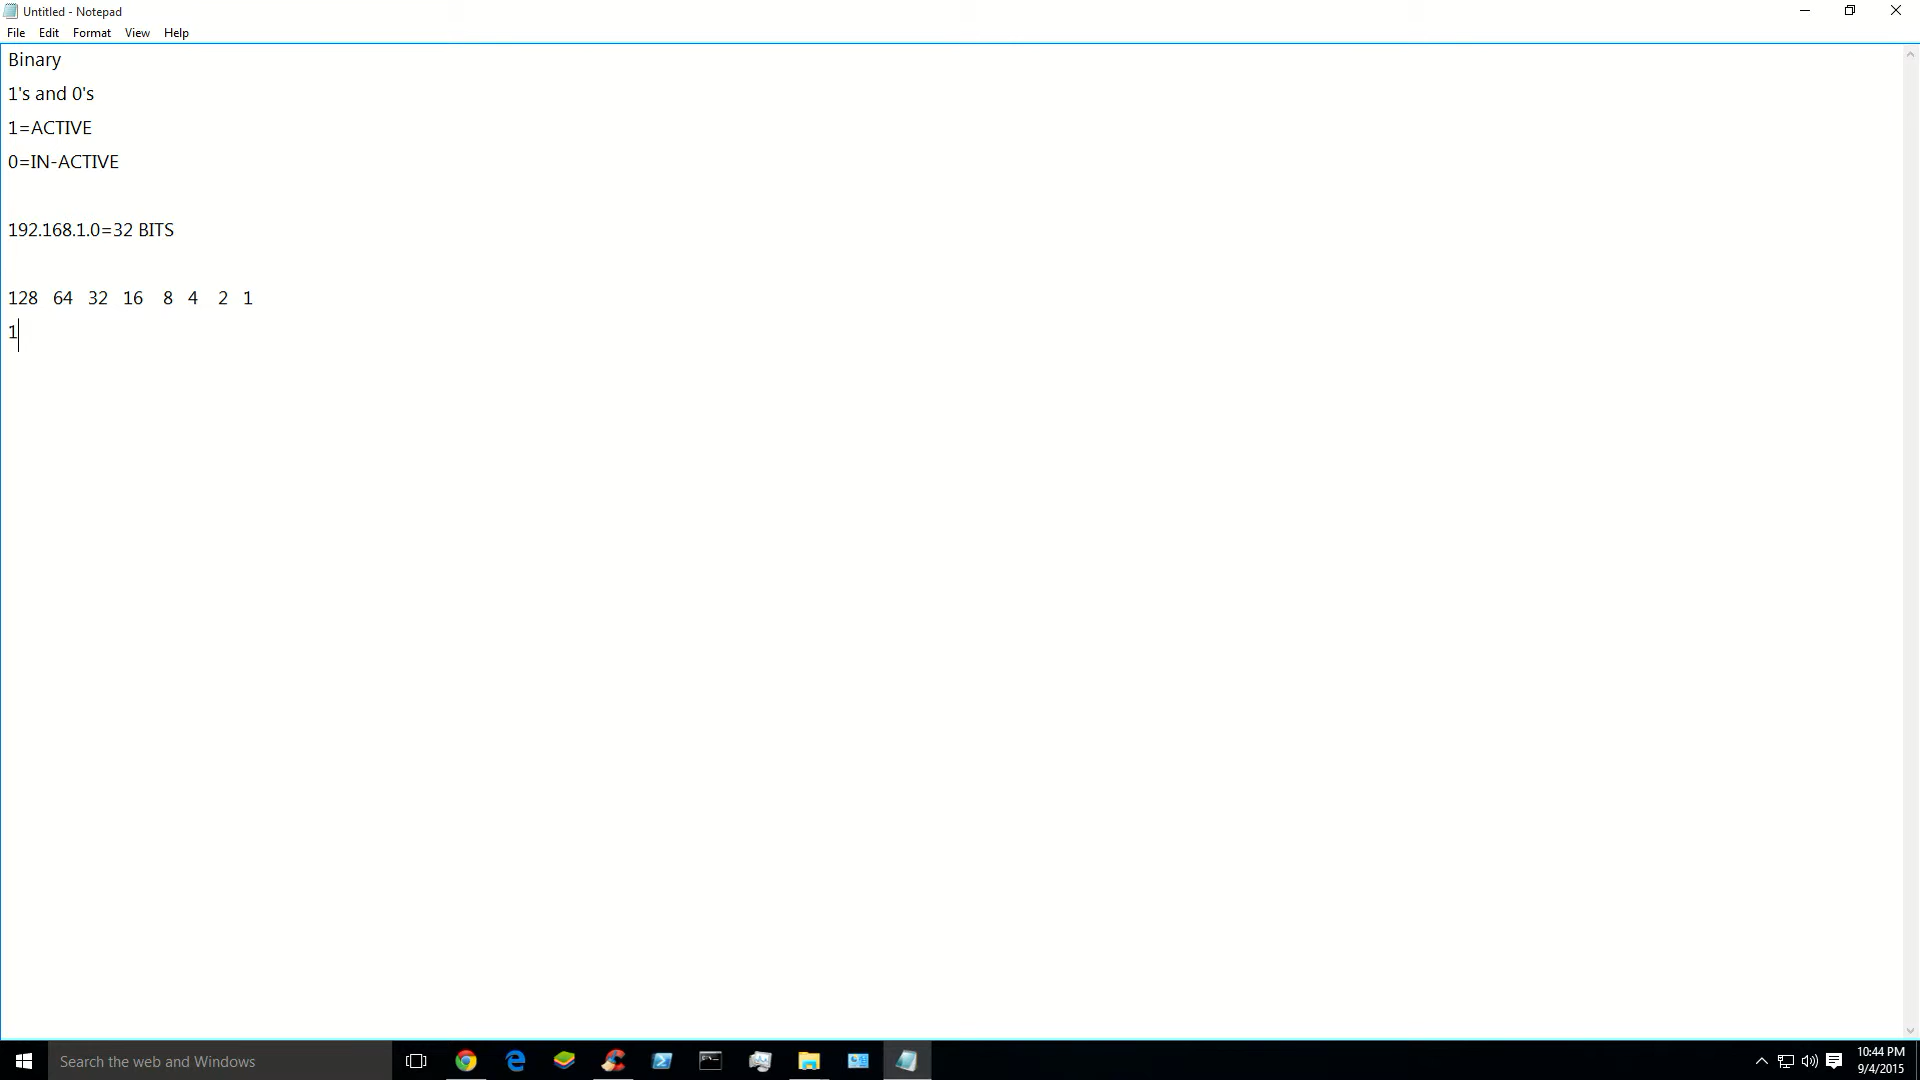 Untitled - Notepad
File Edit Format View Help
Binary
1's and 0's
1=ACTIVE
0=IN-ACTIVE
192.168.1.0=32 BITS
128 64 32 16 8 4 2 1
1
Search the web and Windows
10:44 PM
9/4/2015